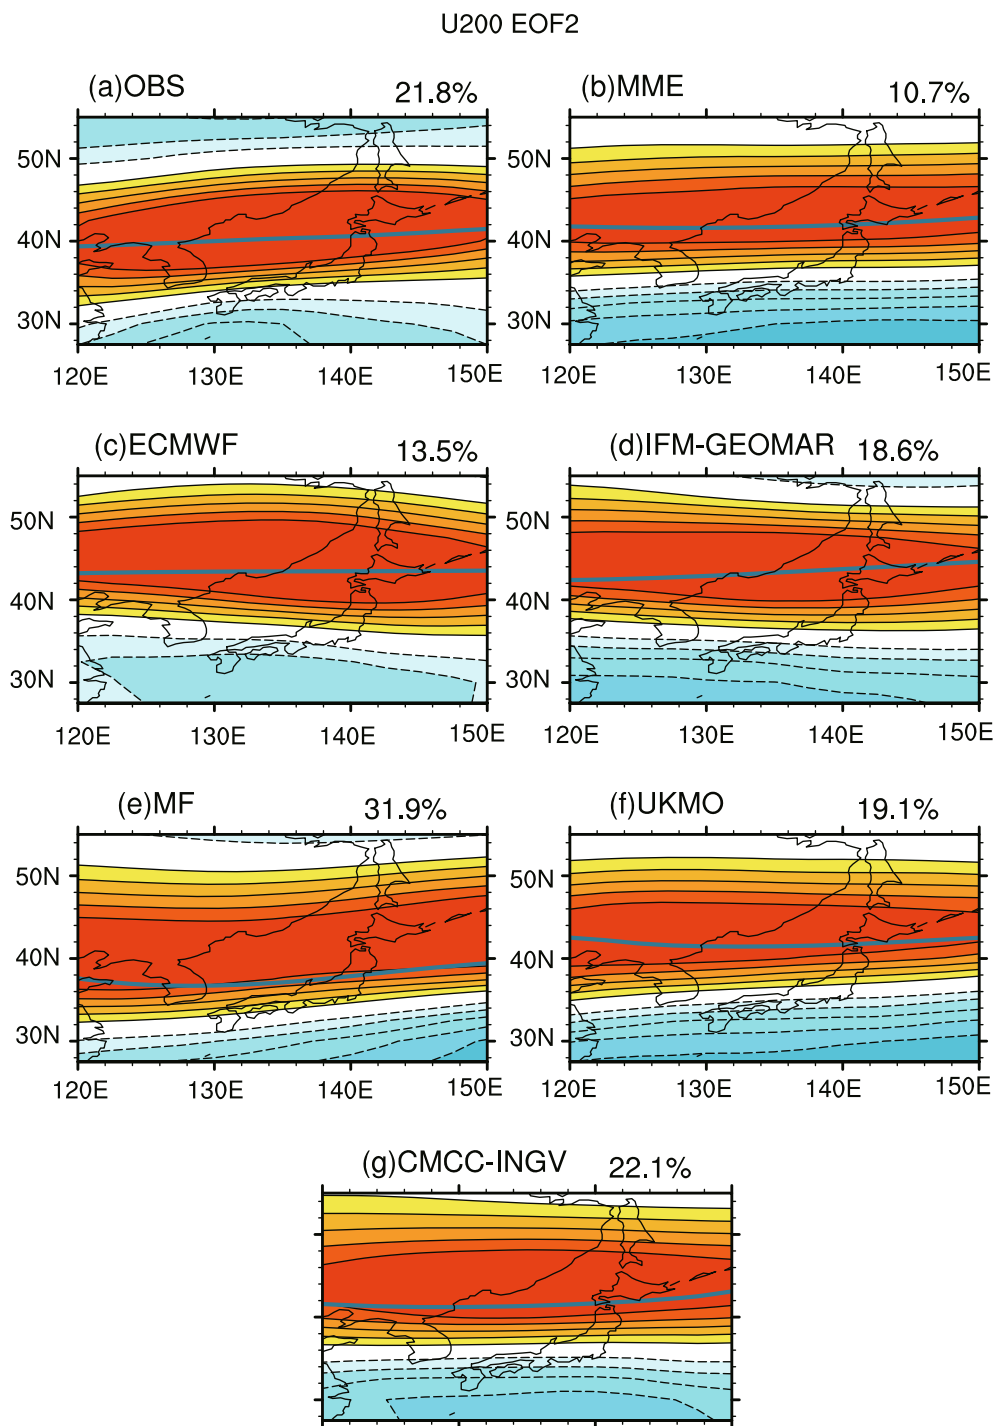 U200 EOF2
(a)OBS 21.8% (b)MME 10.7%
50N 50N
40N 40N
30N 30N
120E 130E 140E 150E 120E 130E 140E 150E
(c)ECMWF 13.5% (d)IFM-GEOMAR 18.6%
50N 50N
40N 40N
30N 30N
120E 130E 140E 150E 120E 130E 140E 150E
(e)MF 31.9% (f)UKMO 19.1%
50N 50N
40N 40N
30N 30N
120E 130E 140E 150E 120E 130E 140E 150E
(g)CMCC-INGV 22.1%